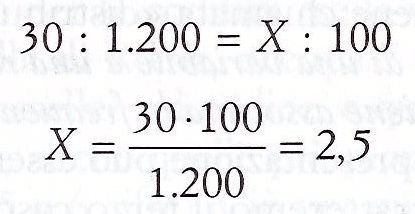 30 : 1.200 = X : 100
X = 30 · 100 / 1.200 = 2,5